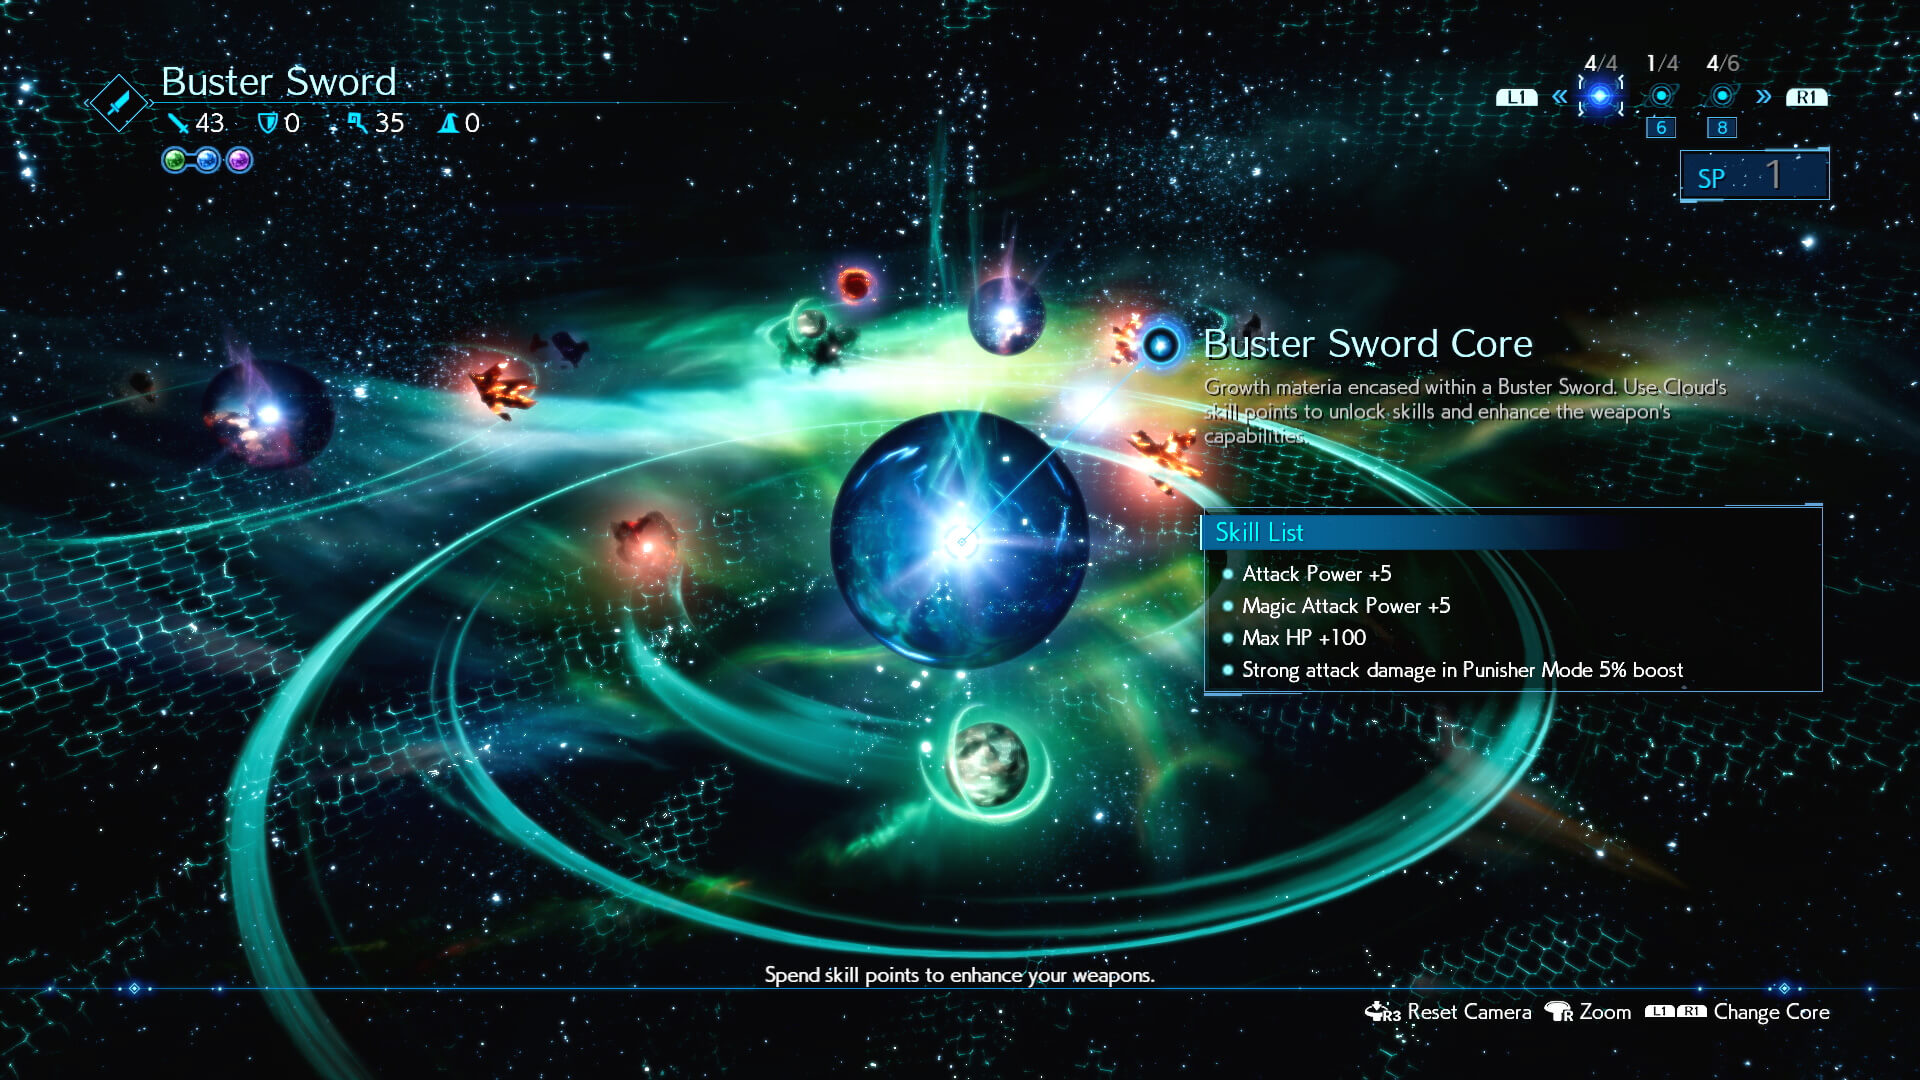 Buster Sword
43 0 35 0
4/4 1/4 4/6
L1 R1
6 8
SP 1
Buster Sword Core
Growth materia encased within a Buster Sword. Use Cloud's
skill points to unlock skills and enhance the weapon's
capabilities.
Skill List
Attack Power +5
Magic Attack Power +5
Max HP +100
Strong attack damage in Punisher Mode 5% boost
Spend skill points to enhance your weapons.
R3 Reset Camera R Zoom L1 R1 Change Core